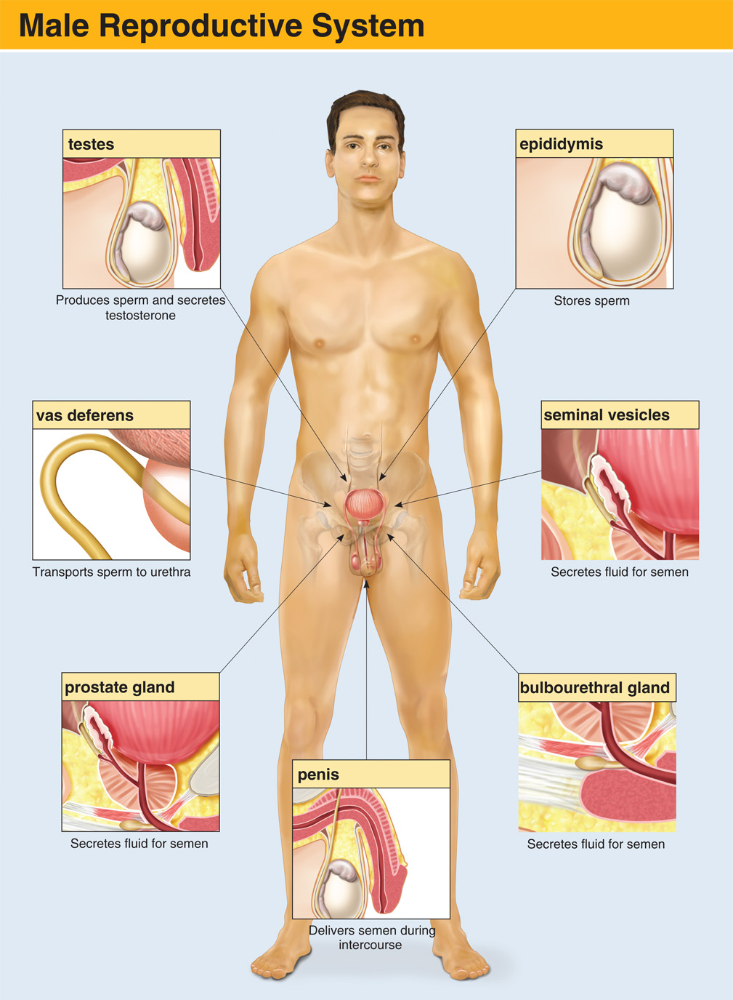 Male Reproductive System
testes
Produces sperm and secretes
testosterone
epididymis
Stores sperm
vas deferens
Transports sperm to urethra
seminal vesicles
Secretes fluid for semen
prostate gland
Secretes fluid for semen
bulbourethral gland
Secretes fluid for semen
penis
Delivers semen during
intercourse